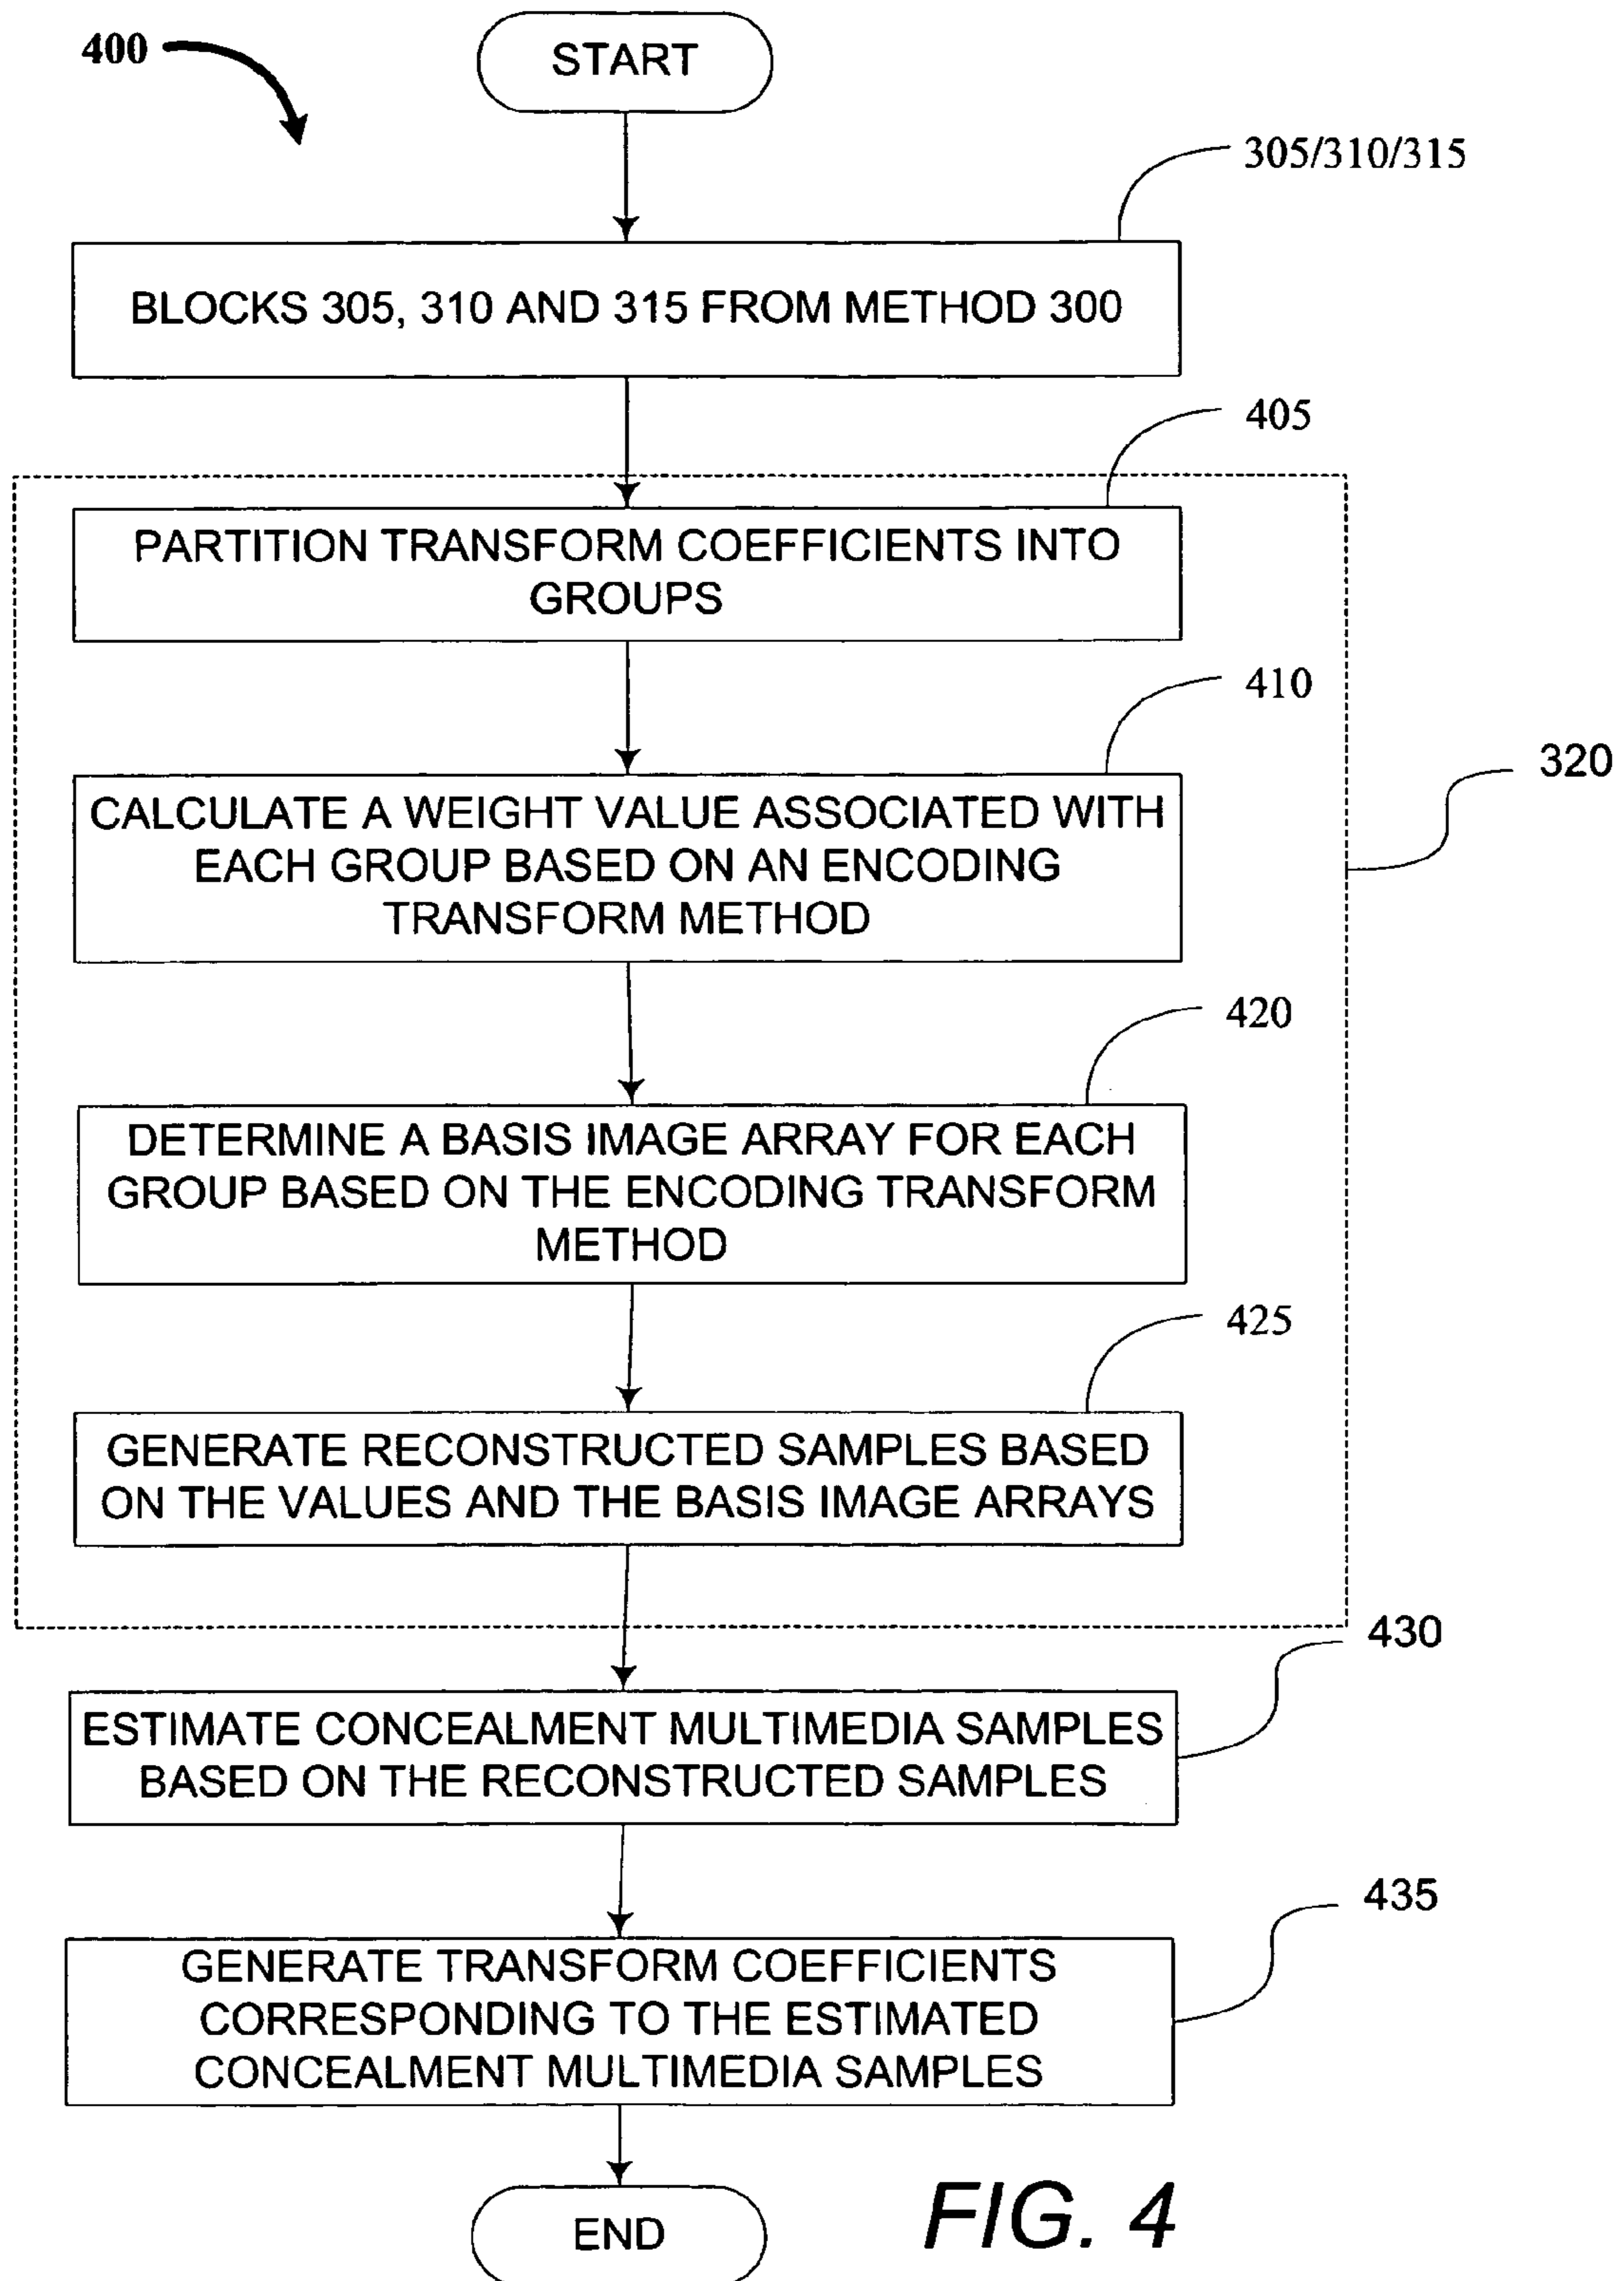 400
START
305/310/315
BLOCKS 305, 310 AND 315 FROM METHOD 300
405
PARTITION TRANSFORM COEFFICIENTS INTO
GROUPS
410
CALCULATE A WEIGHT VALUE ASSOCIATED WITH
EACH GROUP BASED ON AN ENCODING
TRANSFORM METHOD
320
420
DETERMINE A BASIS IMAGE ARRAY FOR EACH
GROUP BASED ON THE ENCODING TRANSFORM
METHOD
425
GENERATE RECONSTRUCTED SAMPLES BASED
ON THE VALUES AND THE BASIS IMAGE ARRAYS
430
ESTIMATE CONCEALMENT MULTIMEDIA SAMPLES
BASED ON THE RECONSTRUCTED SAMPLES
435
GENERATE TRANSFORM COEFFICIENTS
CORRESPONDING TO THE ESTIMATED
CONCEALMENT MULTIMEDIA SAMPLES
END
FIG. 4